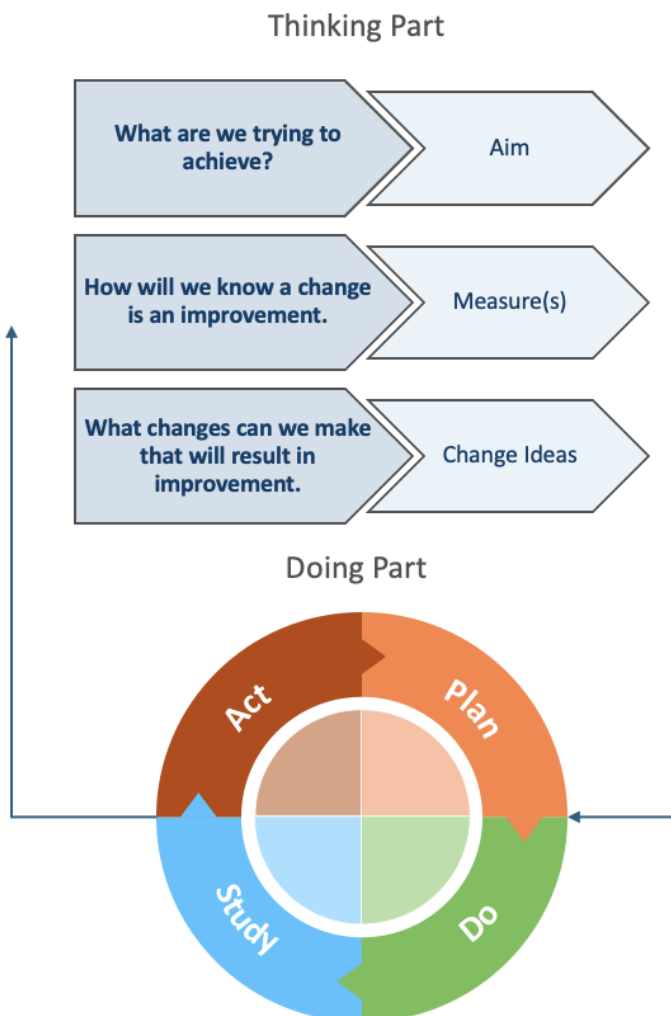 Thinking Part
What are we trying to
achieve?
Aim
How will we know a change
is an improvement.
Measure(s)
What changes can we make
that will result in
improvement.
Change Ideas
Doing Part
Act
Plan
Study
Do